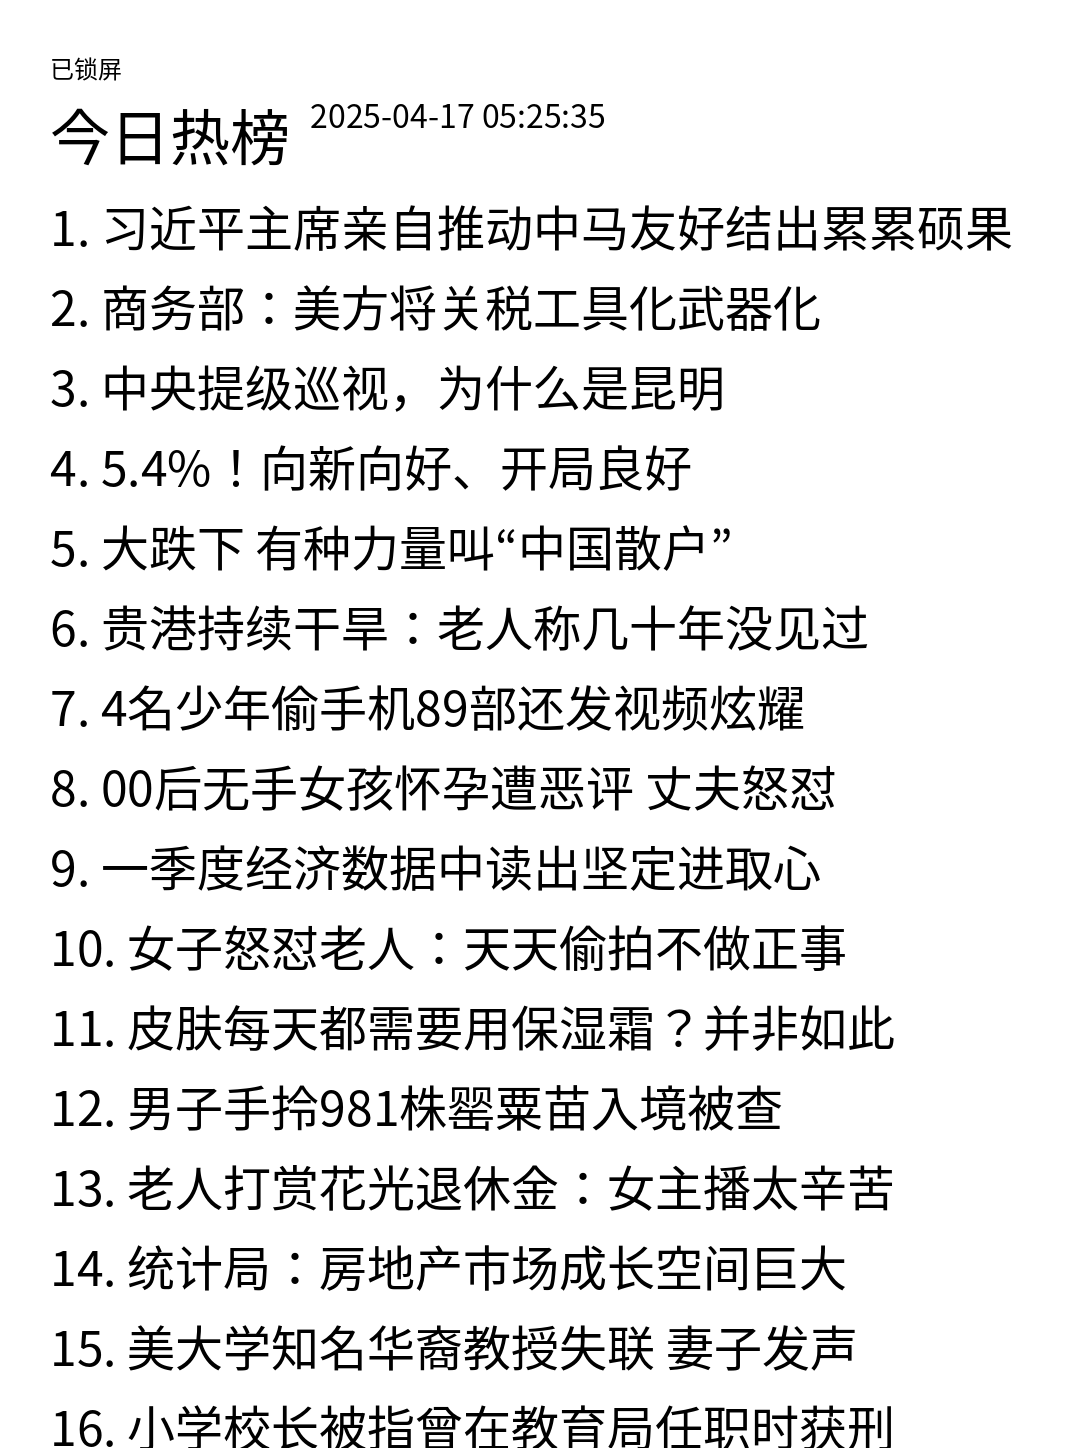 已锁屏
今日热榜 2025-04-17 05:25:35
1. 习近平主席亲自推动中马友好结出累累硕果
2. 商务部：美方将关税工具化武器化
3. 中央提级巡视，为什么是昆明
4. 5.4%！向新向好、开局良好
5. 大跌下 有种力量叫“中国散户”
6. 贵港持续干旱：老人称几十年没见过
7. 4名少年偷手机89部还发视频炫耀
8. 00后无手女孩怀孕遭恶评 丈夫怒怼
9. 一季度经济数据中读出坚定进取心
10. 女子怒怼老人：天天偷拍不做正事
11. 皮肤每天都需要用保湿霜？并非如此
12. 男子手拎981株罂粟苗入境被查
13. 老人打赏花光退休金：女主播太辛苦
14. 统计局：房地产市场成长空间巨大
15. 美大学知名华裔教授失联 妻子发声
16. 小学校长被指曾在教育局任职时获刑